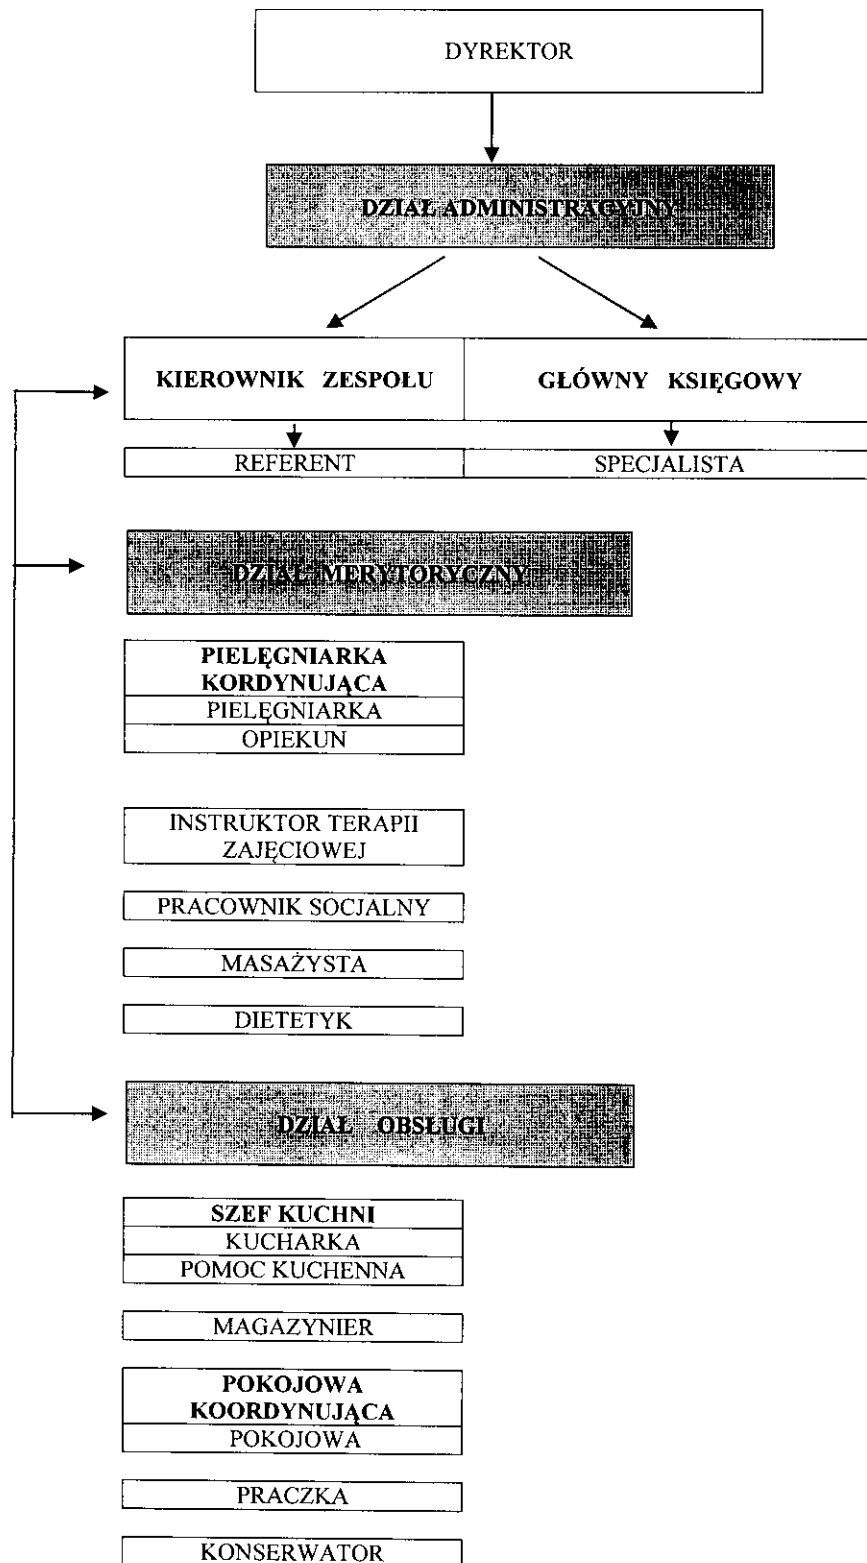 DYREKTOR
DZIAŁ ADMINISTRACYJNY
KIEROWNIK ZESPOŁU
GŁÓWNY KSIĘGOWY
REFERENT
SPECJALISTA
DZIAŁ MERYTORYCZNY
PIELĘGNIARKA
KORDYNUJĄCA
PIELĘGNIARKA
OPIEKUN
INSTRUKTOR TERAPII
ZAJĘCIOWEJ
PRACOWNIK SOCJALNY
MASAŻYSTA
DIETETYK
DZIAŁ OBSŁUGI
SZEF KUCHNI
KUCHARKA
POMOC KUCHENNA
MAGAZYNIER
POKOJOWA
KOORDYNUJĄCA
POKOJOWA
PRACZKA
KONSERWATOR